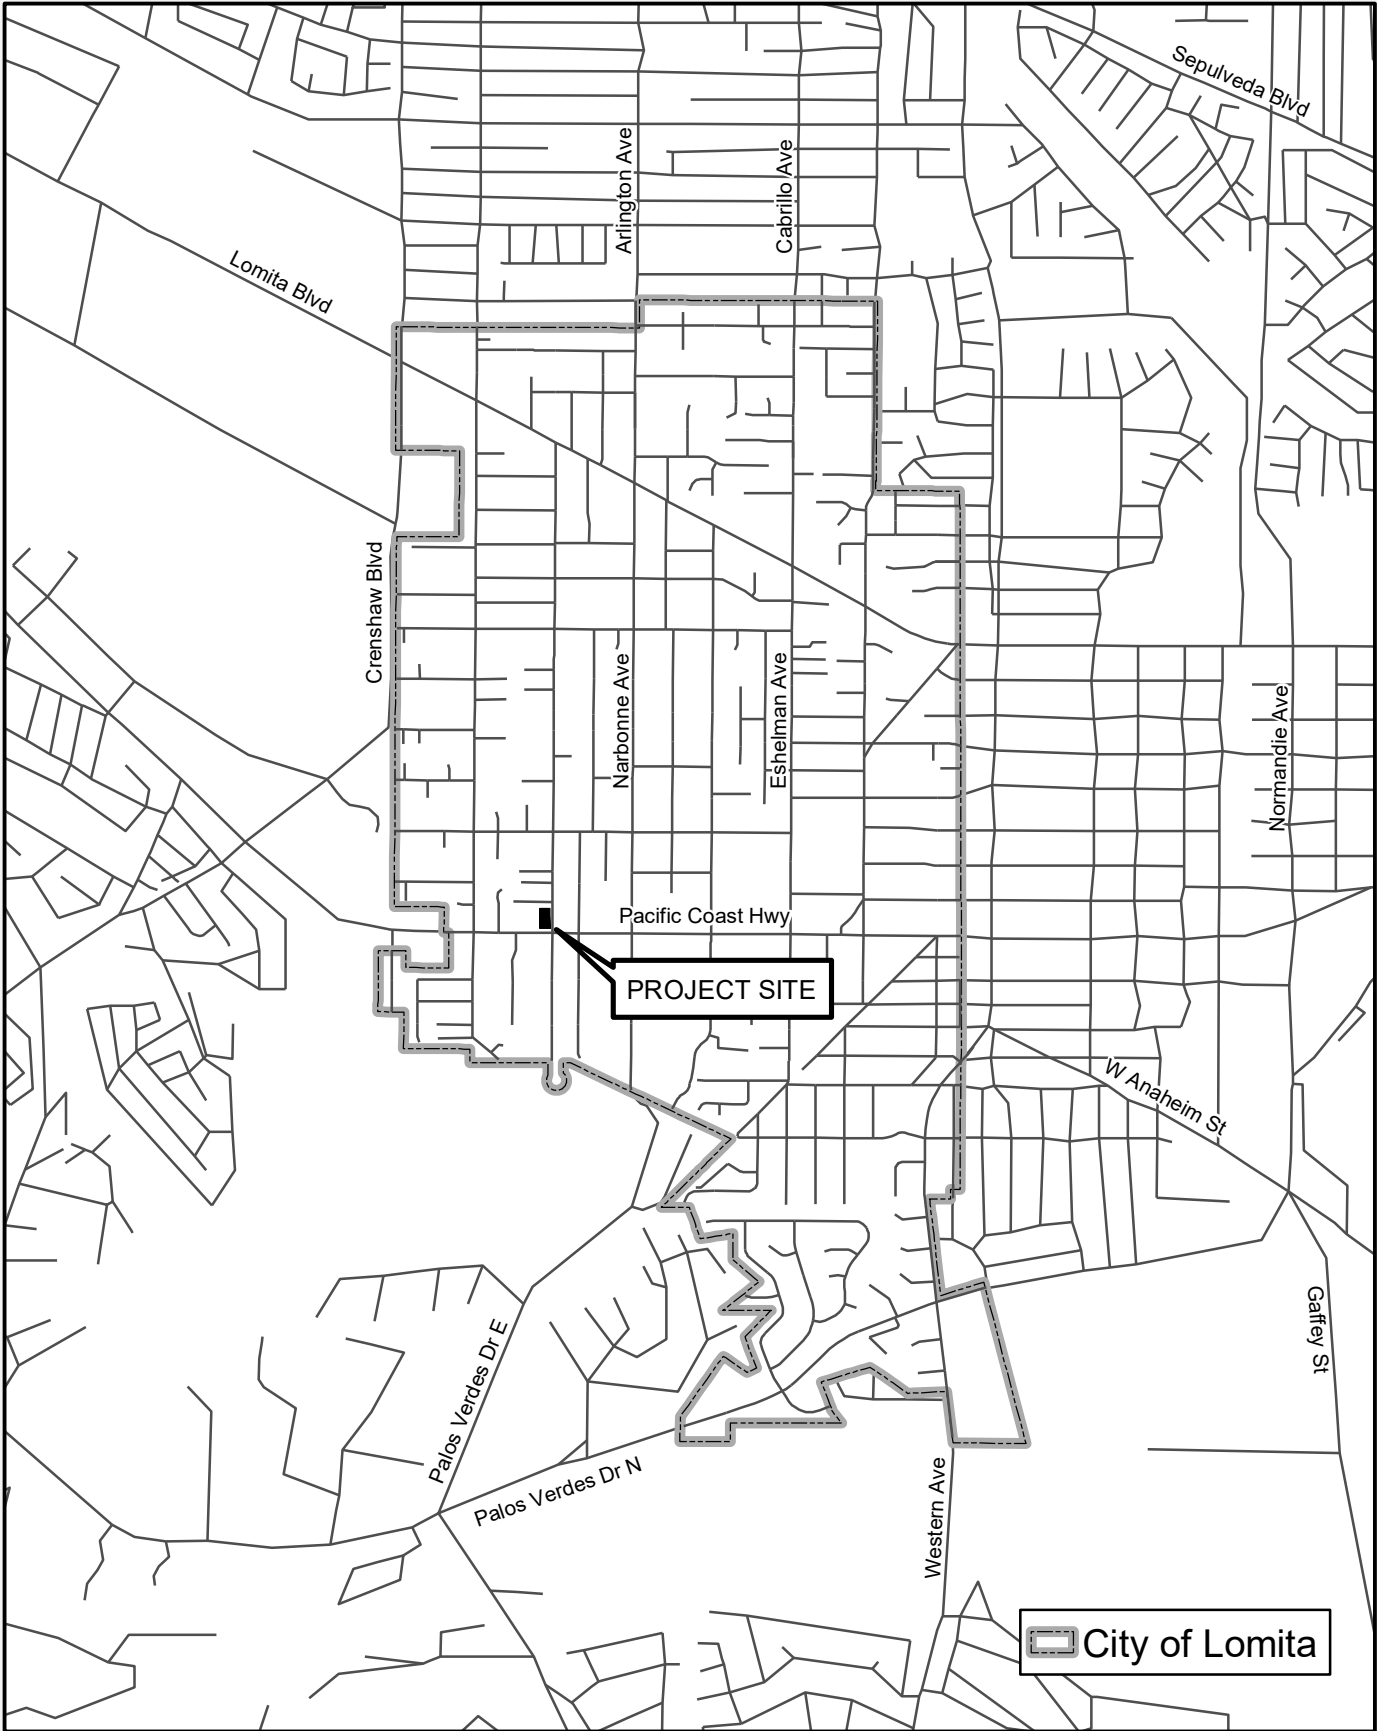 Sepulveda Blvd
Arlington Ave
Cabrillo Ave
Lomita Blvd
Crenshaw Blvd
Narbonne Ave
Eshelman Ave
Normandie Ave
Pacific Coast Hwy
PROJECT SITE
W Anaheim St
Gaffey St
Palos Verdes Dr E
Palos Verdes Dr N
Western Ave
City of Lomita